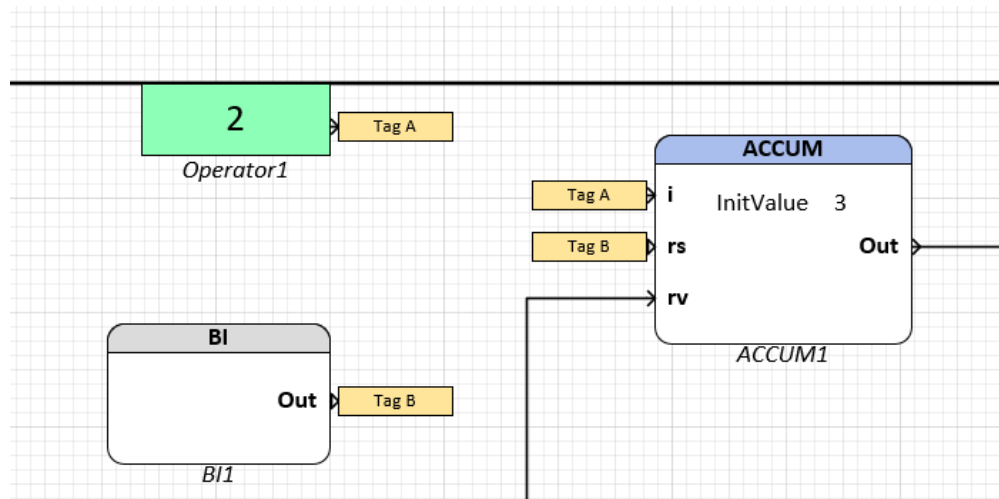 2
Tag A
Operator1
ACCUM
Tag A
i
InitValue 3
Tag B
rs
Out
rv
ACCUM1
BI
Out
Tag B
BI1